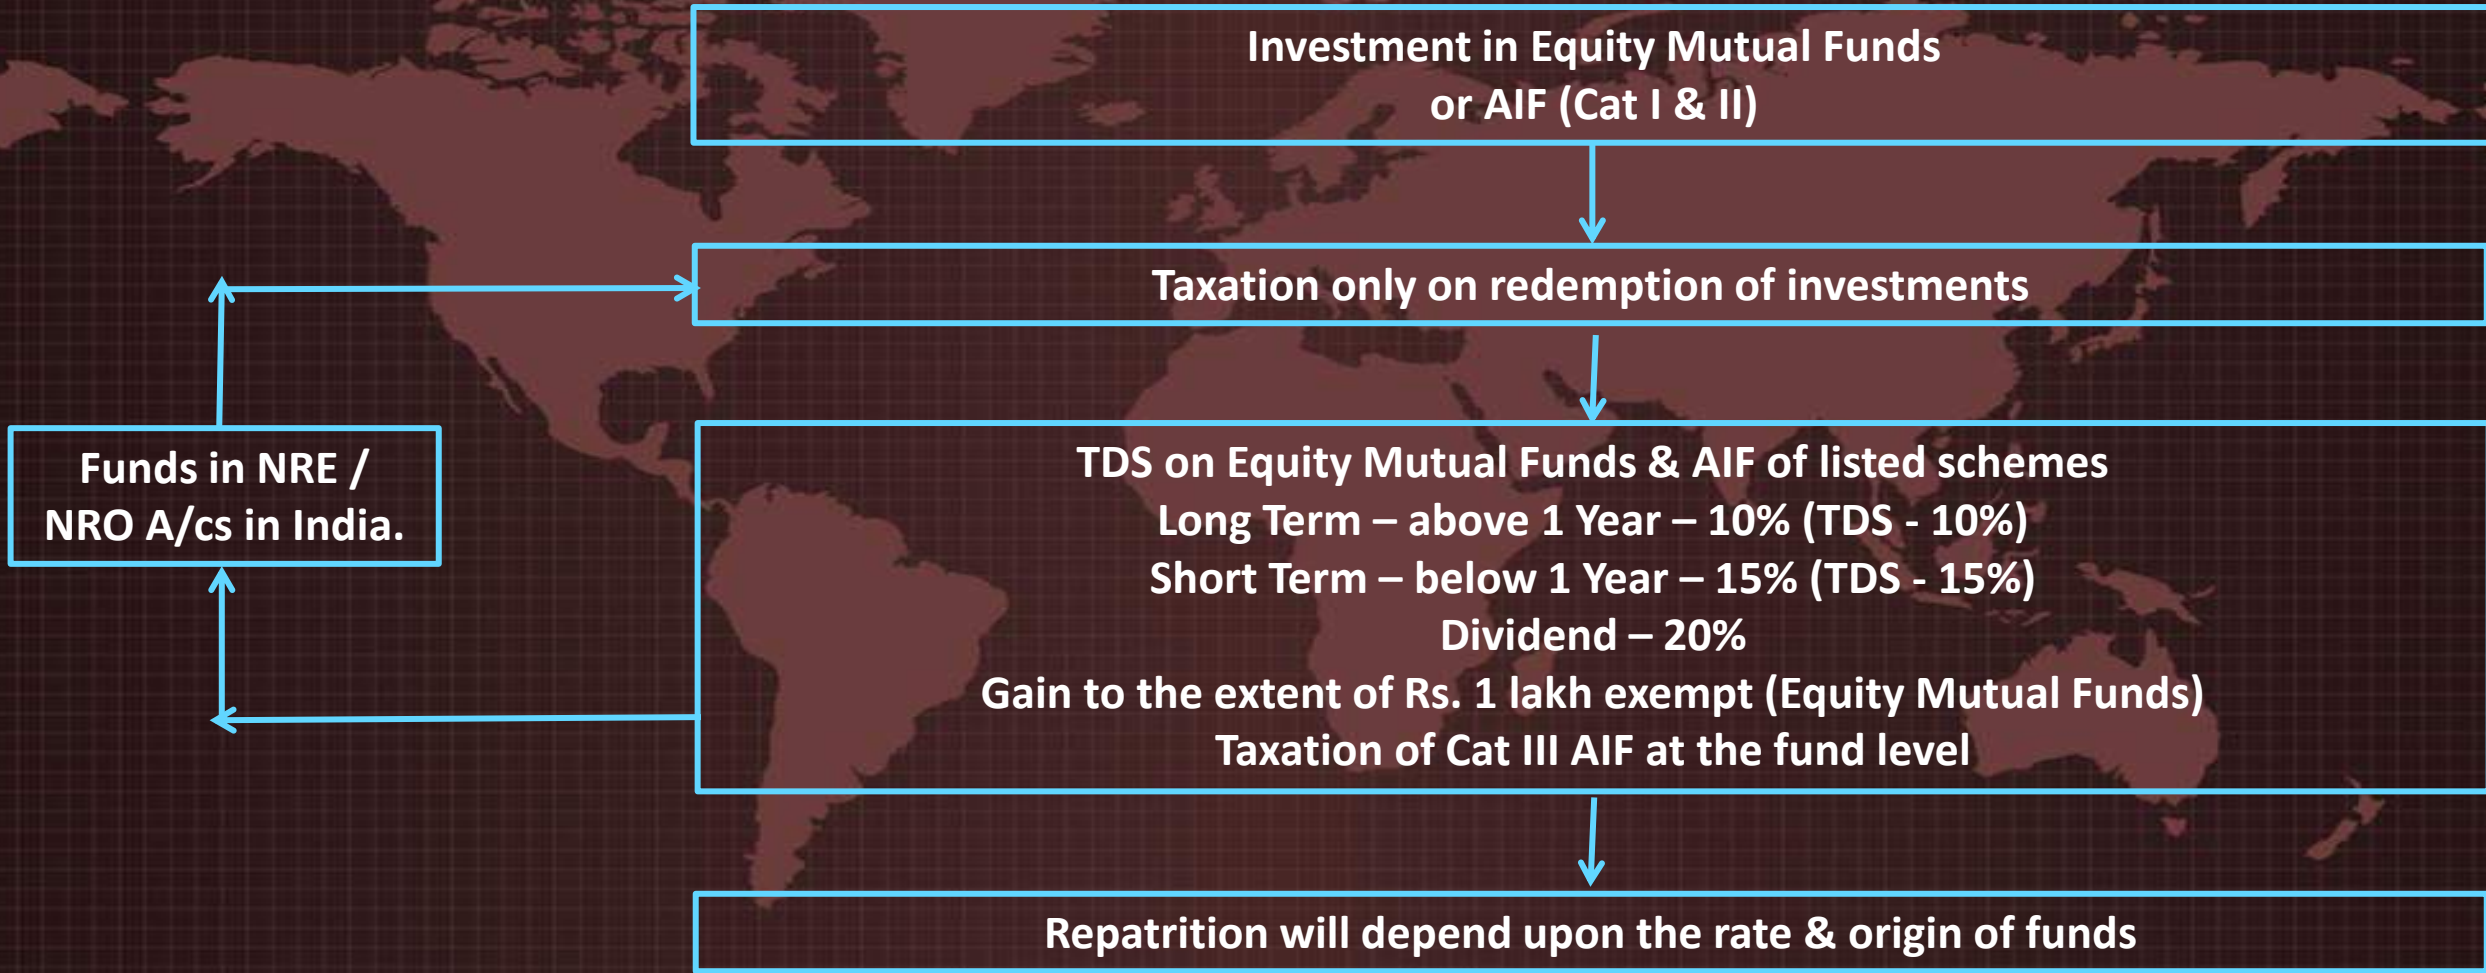 Investment in Equity Mutual Funds
or AIF (Cat I & II)
Taxation only on redemption of investments
Funds in NRE /
NRO A/cs in India.
TDS on Equity Mutual Funds & AIF of listed schemes
Long Term – above 1 Year – 10% (TDS - 10%)
Short Term – below 1 Year – 15% (TDS - 15%)
Dividend – 20%
Gain to the extent of Rs. 1 lakh exempt (Equity Mutual Funds)
Taxation of Cat III AIF at the fund level
Repatrition will depend upon the rate & origin of funds